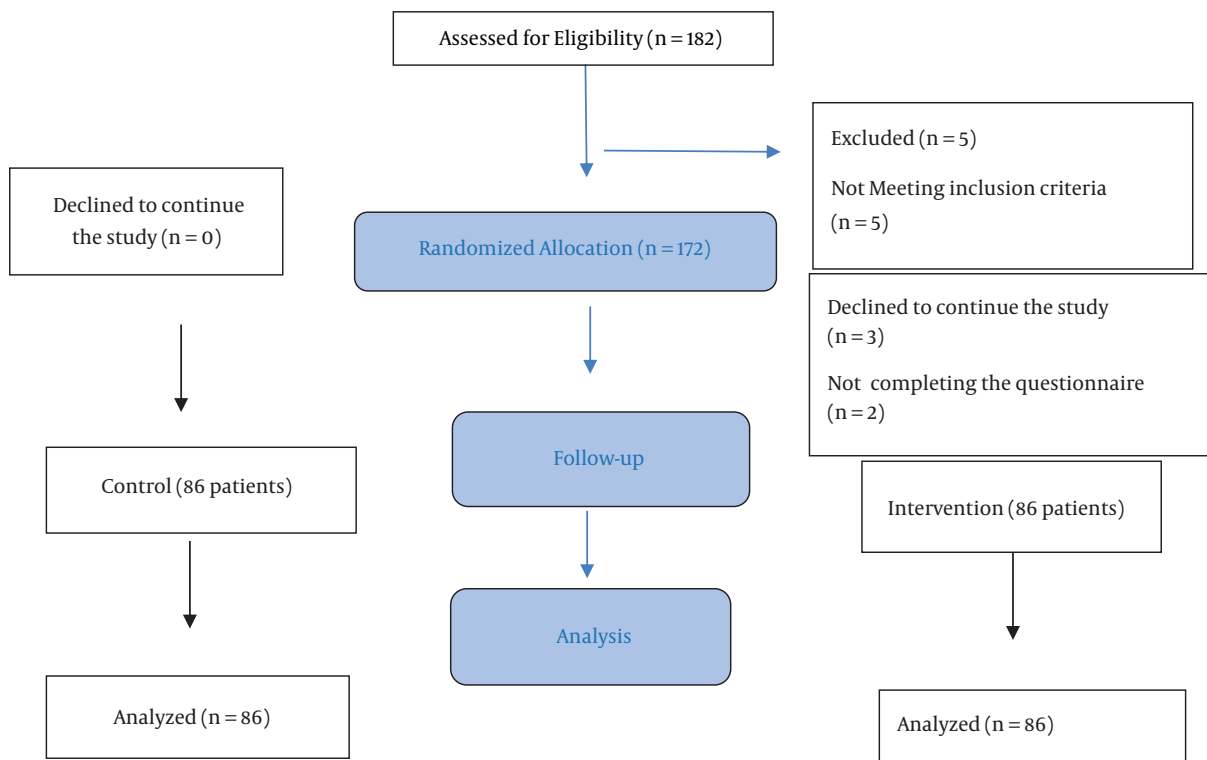 Assessed for Eligibility (n = 182)
Excluded (n = 5)
Not Meeting inclusion criteria
(n = 5)
Declined to continue
the study (n = 0)
Randomized Allocation (n = 172)
Declined to continue the study
(n = 3)
Not completing the questionnaire
(n = 2)
Follow-up
Control (86 patients)
Intervention (86 patients)
Analysis
Analyzed (n = 86)
Analyzed (n = 86)